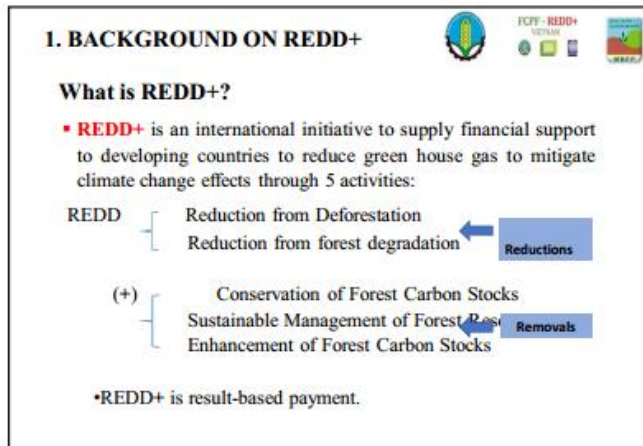 1. BACKGROUND ON REDD+
FCPF - REDD+
VIETNAM
What is REDD+?
▪ REDD+ is an international initiative to supply financial support
to developing countries to reduce green house gas to mitigate
climate change effects through 5 activities:
REDD Reduction from Deforestation
Reduction from forest degradation
Reductions
(+) Conservation of Forest Carbon Stocks
Sustainable Management of Forest
Removals
Enhancement of Forest Carbon Stocks
•REDD+ is result-based payment.